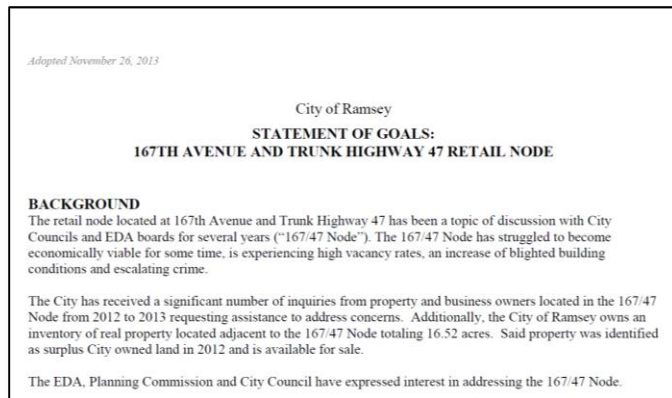 Adopted November 26, 2013
City of Ramsey
STATEMENT OF GOALS:
167TH AVENUE AND TRUNK HIGHWAY 47 RETAIL NODE
BACKGROUND
The retail node located at 167th Avenue and Trunk Highway 47 has been a topic of discussion with City
Councils and EDA boards for several years ("167/47 Node"). The 167/47 Node has struggled to become
economically viable for some time, is experiencing high vacancy rates, an increase of blighted building
conditions and escalating crime.
The City has received a significant number of inquiries from property and business owners located in the 167/47
Node from 2012 to 2013 requesting assistance to address concerns. Additionally, the City of Ramsey owns an
inventory of real property located adjacent to the 167/47 Node totaling 16.52 acres. Said property was identified
as surplus City owned land in 2012 and is available for sale.
The EDA, Planning Commission and City Council have expressed interest in addressing the 167/47 Node.